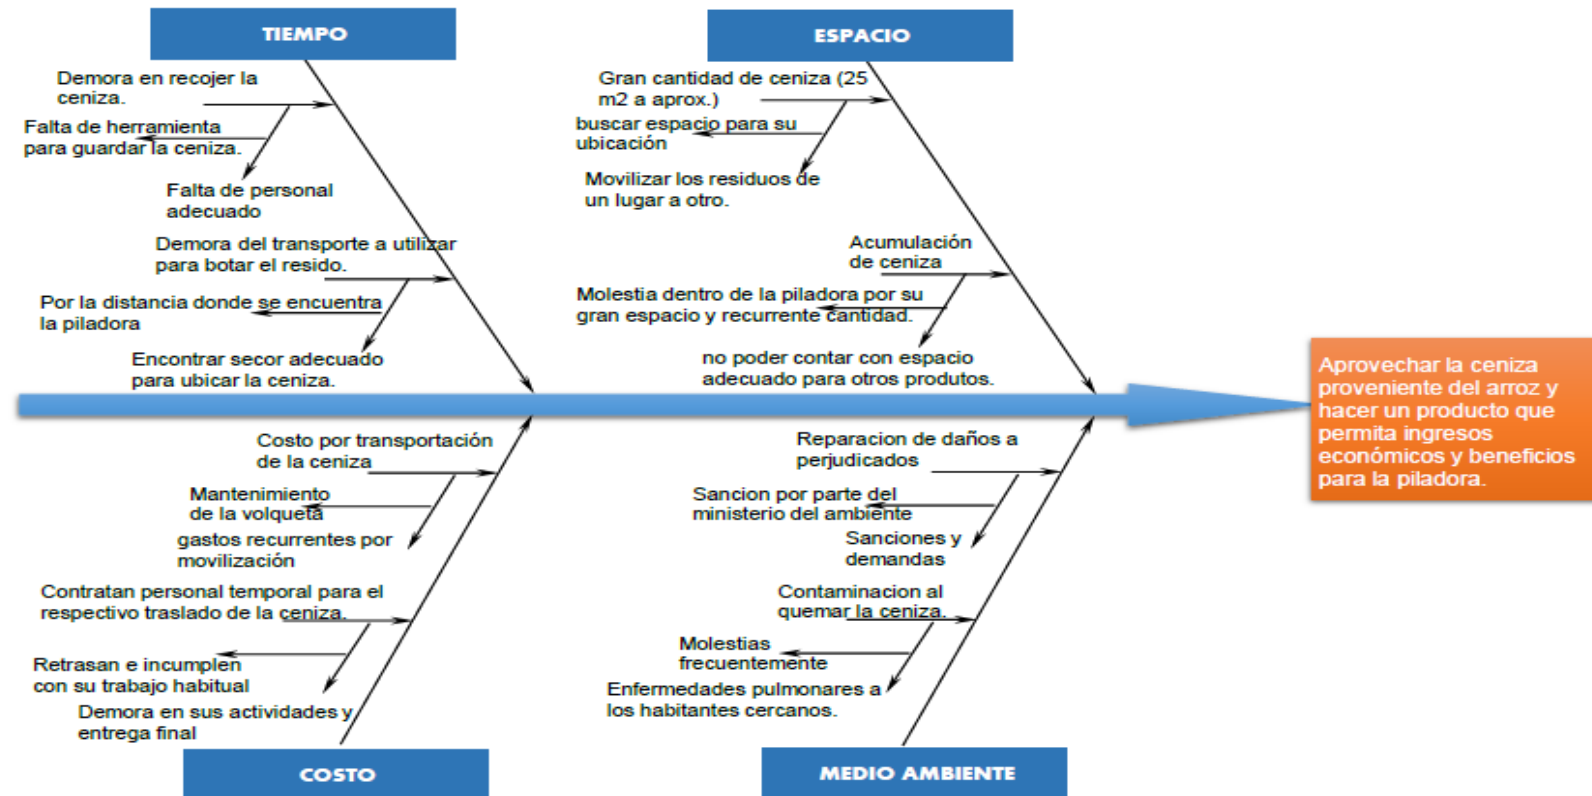 TIEMPO
Demora en recojer la
ceniza.
Falta de herramienta
para guardar la ceniza.
Falta de personal
adecuado
Demora del transporte a utilizar
para botar el resido.
Por la distancia donde se encuentra
la piladora
Encontrar secor adecuado
para ubicar la ceniza.
ESPACIO
Gran cantidad de ceniza (25
m2 a aprox.)
buscar espacio para su
ubicación
Movilizar los residuos de
un lugar a otro.
Acumulación
de ceniza
Molestia dentro de la piladora por su
gran espacio y recurrente cantidad.
no poder contar con espacio
adecuado para otros produtos.
Aprovechar la ceniza
proveniente del arroz y
hacer un producto que
permita ingresos
económicos y beneficios
para la piladora.
Costo por transportación
de la ceniza
Mantenimiento
de la volqueta
gastos recurrentes por
movilización
Contratan personal temporal para el
respectivo traslado de la ceniza.
Retrasan e incumplen
con su trabajo habitual
Demora en sus actividades y
entrega final
COSTO
Reparacion de daños a
perjudicados
Sancion por parte del
ministerio del ambiente
Sanciones y
demandas
Contaminacion al
quemar la ceniza.
Molestias
frecuentemente
Enfermedades pulmonares a
los habitantes cercanos.
MEDIO AMBIENTE